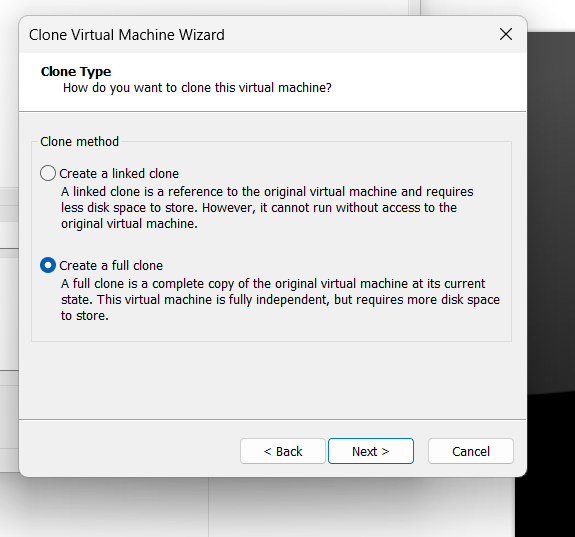 Clone Virtual Machine Wizard
Clone Type
How do you want to clone this virtual machine?
Clone method
Create a linked clone
A linked clone is a reference to the original virtual machine and requires
less disk space to store. However, it cannot run without access to the
original virtual machine.
Create a full clone
A full clone is a complete copy of the original virtual machine at its current
state. This virtual machine is fully independent, but requires more disk space
to store.
< Back
Next >
Cancel